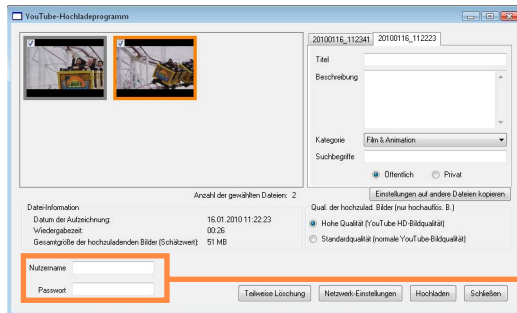 YouTube-Hochladeprogramm
20100116_112341 20100116_112223
Titel
Beschreibung
Kategorie Film & Animation
Suchbegriffe
Öffentlich Privat
Anzahl der gewählten Dateien: 2
Einstellungen auf andere Dateien kopieren
Datei-Information
Datum der Aufzeichnung: 16.01.2010 11:22:23
Wiedergabezeit: 00:26
Gesamtgröße der hochzuladenden Bilder (Schätzwert): 51 MB
Qual. der hochzulad. Bilder (nur hochauflös. B.)
Hohe Qualität (YouTube HD-Bildqualität)
Standardqualität (normale YouTube-Bildqualität)
Nutzername
Passwort
Teilweise Löschung Netzwerk-Einstellungen Hochladen Schließen